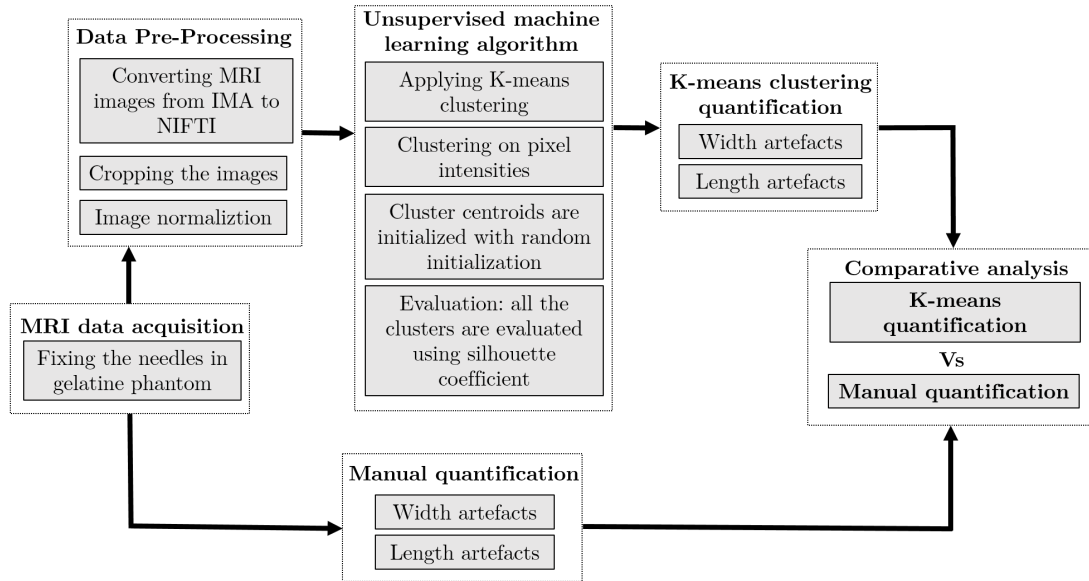 Data Pre-Processing
Converting MRI
images from IMA to
NIFTI
Cropping the images
Image normaliztion
MRI data acquisition
Fixing the needles in
gelatine phantom
Unsupervised machine
learning algorithm
Applying K-means
clustering
Clustering on pixel
intensities
Cluster centroids are
initialized with random
initialization
Evaluation: all the
clusters are evaluated
using silhouette
coefficient
K-means clustering
quantification
Width artefacts
Length artefacts
Manual quantification
Width artefacts
Length artefacts
Comparative analysis
K-means
quantification
Vs
Manual quantification